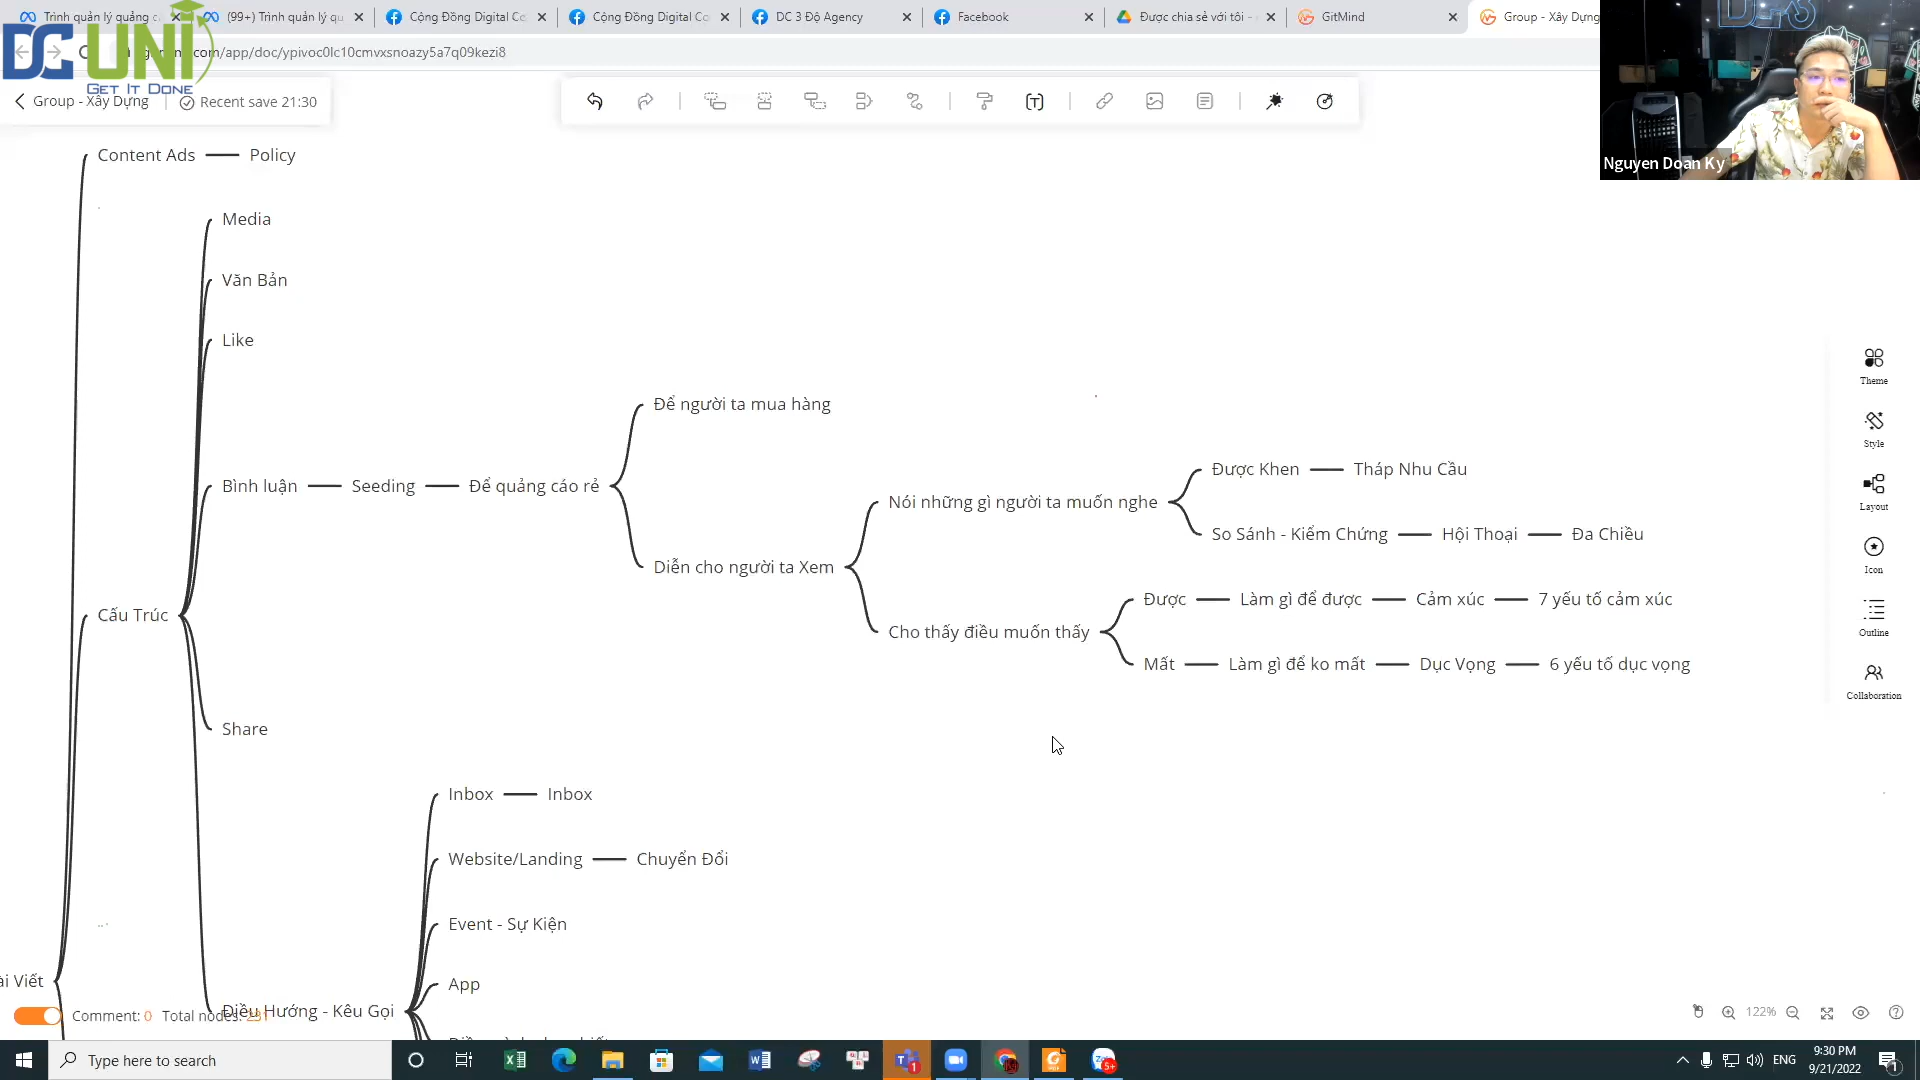 Trình quản lý quảng c
(99+) Trình quản lý qu
Cộng Đồng Digital Co
Cộng Đồng Digital Co
DC 3 Độ Agency
Facebook
Được chia sẻ với tôi -
GitMind
Group - Xây Dựng
DC UNI
GET IT DONE
com/app/doc/ypivoc0lc10cmvxsnoazy5a7q09kezi8
Group - Xây Dựng
Recent save 21:30
Nguyen Doan Ky
Content Ads
Policy
Media
Văn Bản
Like
Để người ta mua hàng
Được Khen
Tháp Nhu Cầu
Bình luận
Seeding
Để quảng cáo rẻ
Nói những gì người ta muốn nghe
So Sánh - Kiểm Chứng
Hội Thoại
Đa Chiều
Diễn cho người ta Xem
Được
Làm gì để được
Cảm xúc
7 yếu tố cảm xúc
Cấu Trúc
Cho thấy điều muốn thấy
Mất
Làm gì để ko mất
Dục Vọng
6 yếu tố dục vọng
Share
Inbox
Inbox
Website/Landing
Chuyển Đổi
Event - Sự Kiện
App
ài Viết
Điều Hướng - Kêu Gọi
Theme
Style
Layout
Icon
Outline
Collaboration
Comment: 0
Total nodes: 231
122%
Type here to search
ENG
9:30 PM
9/21/2022